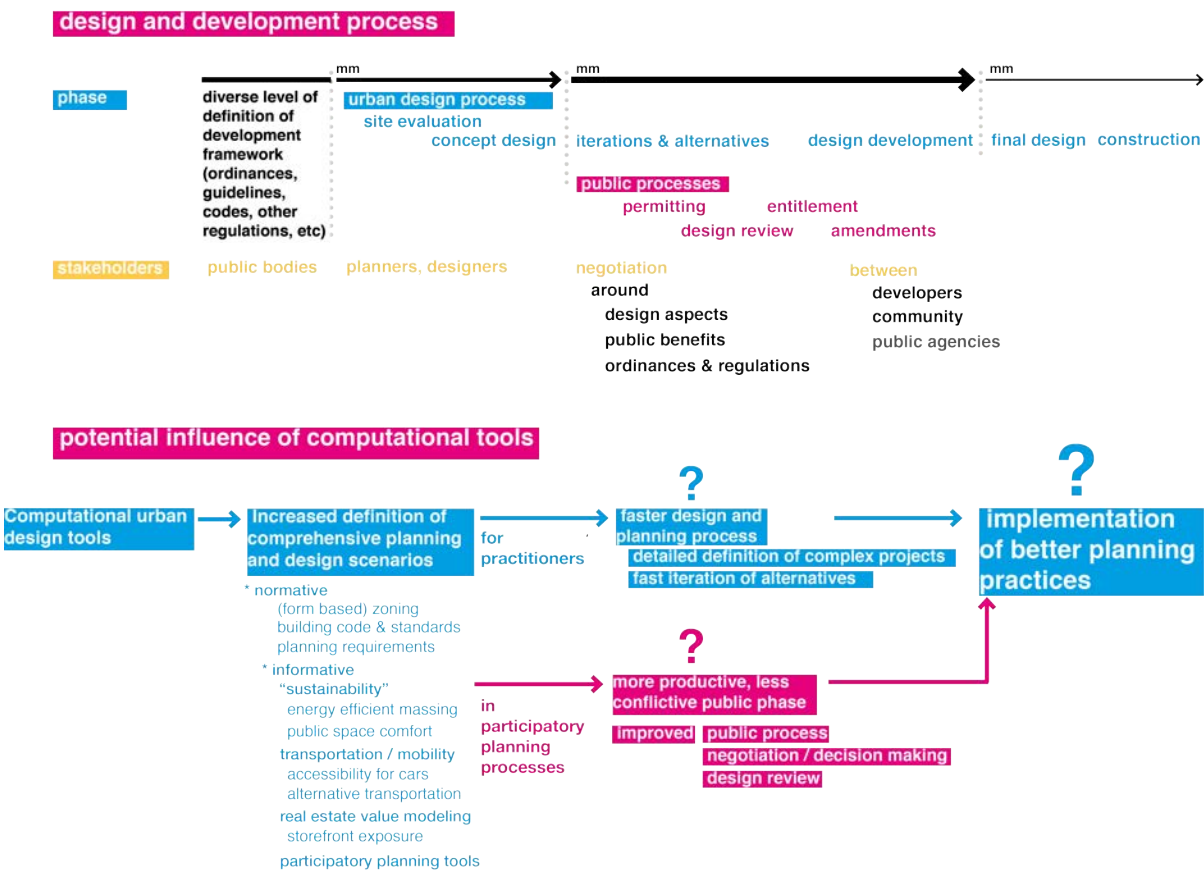 design and development process
mm
mm
mm
phase
diverse level of
definition of
development
framework
(ordinances,
guidelines,
codes, other
regulations, etc)
urban design process
site evaluation
concept design
iterations & alternatives
design development
final design
construction
public processes
permitting
entitlement
design review
amendments
stakeholders
public bodies
planners, designers
negotiation
around
design aspects
public benefits
ordinances & regulations
between
developers
community
public agencies
potential influence of computational tools
Computational urban
design tools
Increased definition of
comprehensive planning
and design scenarios
* normative
(form based) zoning
building code & standards
planning requirements
* informative
“sustainability”
energy efficient massing
public space comfort
transportation / mobility
accessibility for cars
alternative transportation
real estate value modeling
storefront exposure
participatory planning tools
for
practitioners
?
faster design and
planning process
detailed definition of complex projects
fast iteration of alternatives
in
participatory
planning
processes
?
more productive, less
conflictive public phase
improved
public process
negotiation / decision making
design review
?
implementation
of better planning
practices